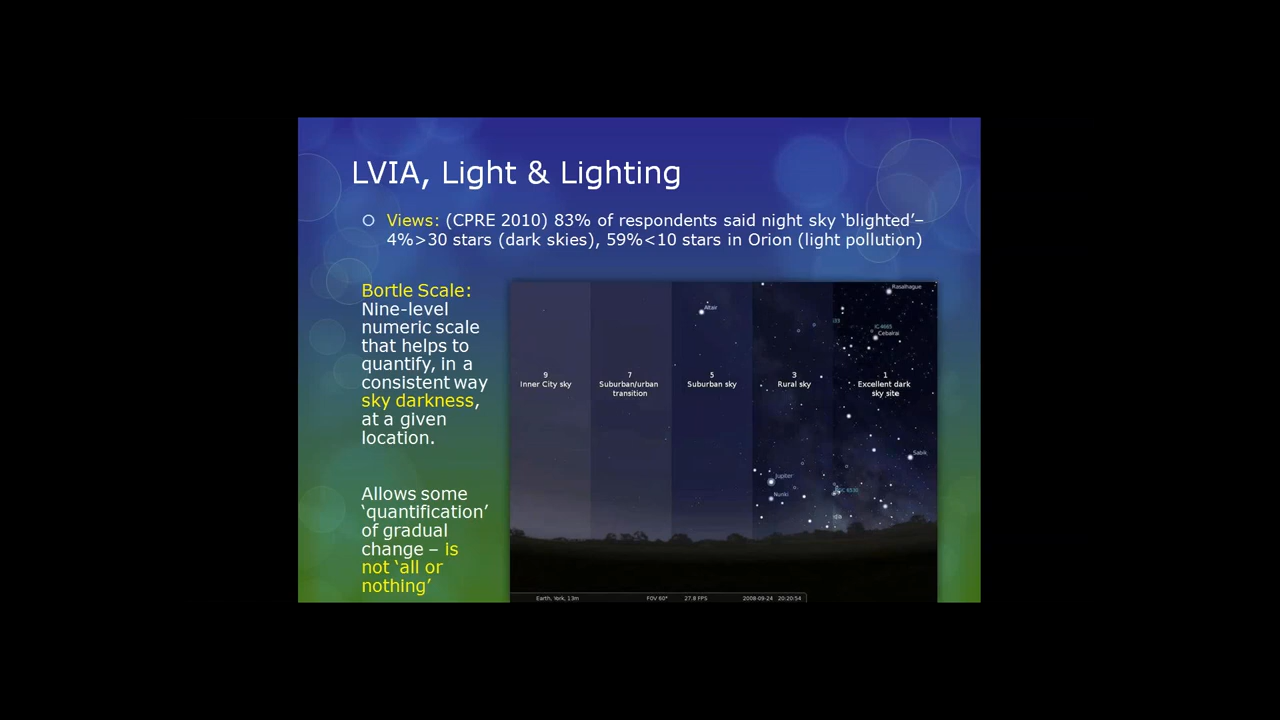 LVIA, Light & Lighting
Views: (CPRE 2010) 83% of respondents said night sky ‘blighted’–
4%>30 stars (dark skies), 59%<10 stars in Orion (light pollution)
Bortle Scale:
Nine-level
numeric scale
that helps to
quantify, in a
consistent way
sky darkness,
at a given
location.
Allows some
‘quantification’
of gradual
change – is
not ‘all or
nothing’
Rasalhague
Altair
IC 4665
Cebalrai
9
Inner City sky
7
Suburban/urban
transition
5
Suburban sky
3
Rural sky
1
Excellent dark
sky site
Sabik
Jupiter
Nunki
Earth, York, 13m FOV 60° 27.8 FPS 2008-09-24 20:20:54